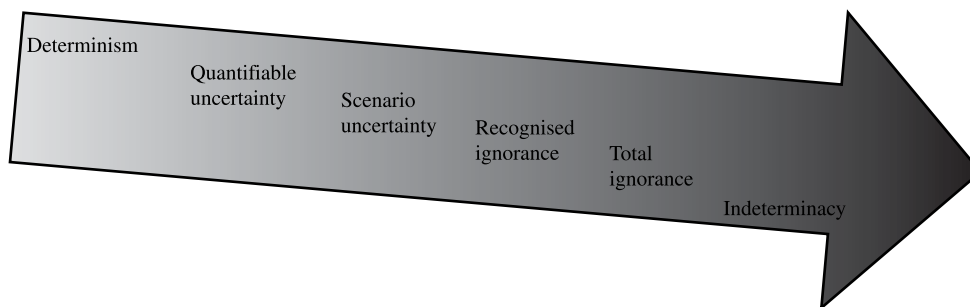 Determinism
Quantifiable
uncertainty
Scenario
uncertainty
Recognised
ignorance
Total
ignorance
Indeterminacy